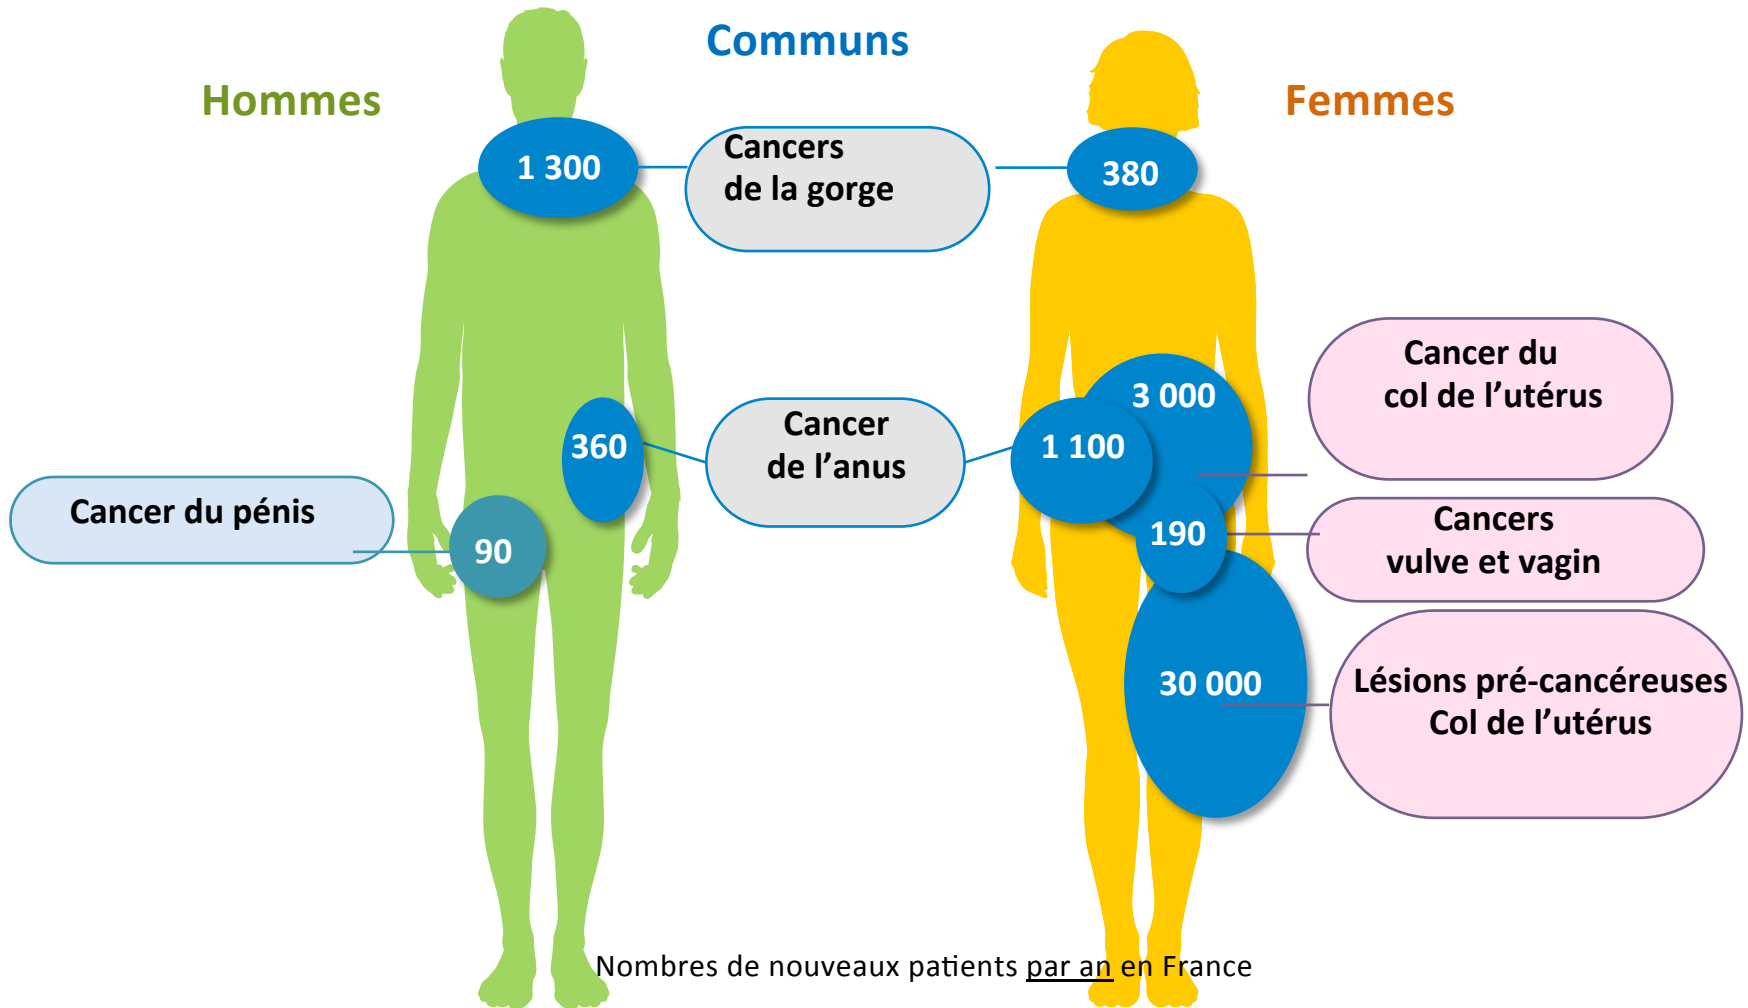 Communs
Hommes
Femmes
1 300
Cancers
de la gorge
380
Cancer du
col de l’utérus
3 000
360
Cancer
de l’anus
1 100
Cancer du pénis
90
190
Cancers
vulve et vagin
30 000
Lésions pré-cancéreuses
Col de l’utérus
Nombres de nouveaux patients par an en France